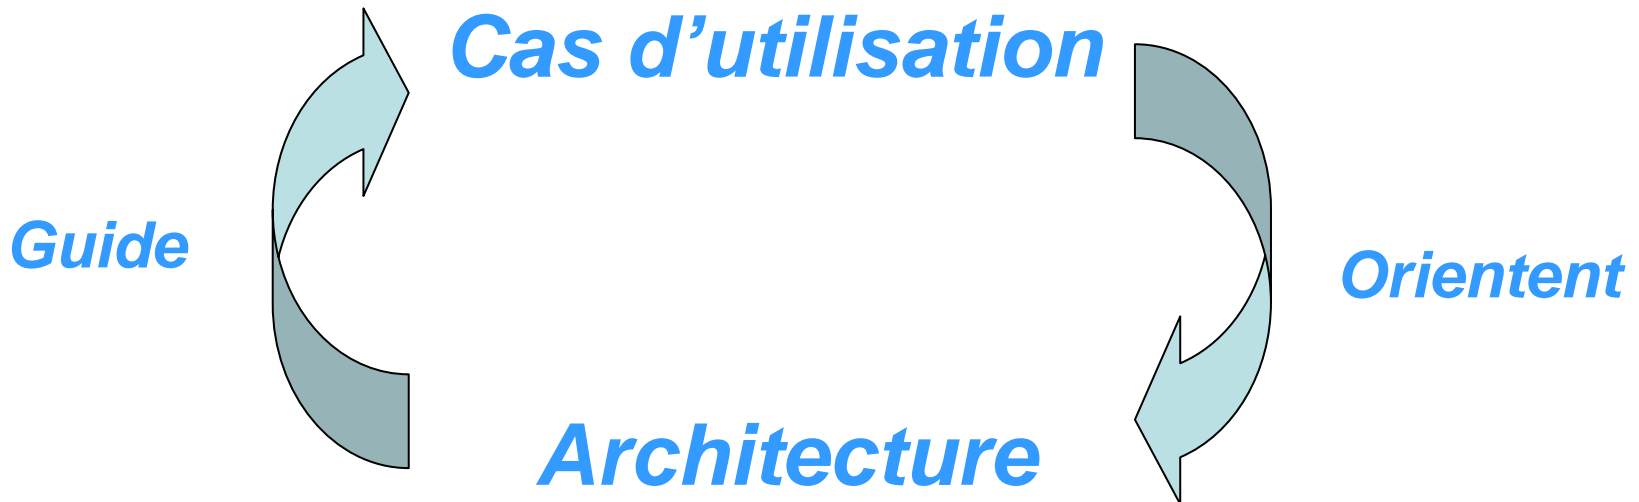 Cas d’utilisation
Guide
Orientent
Architecture